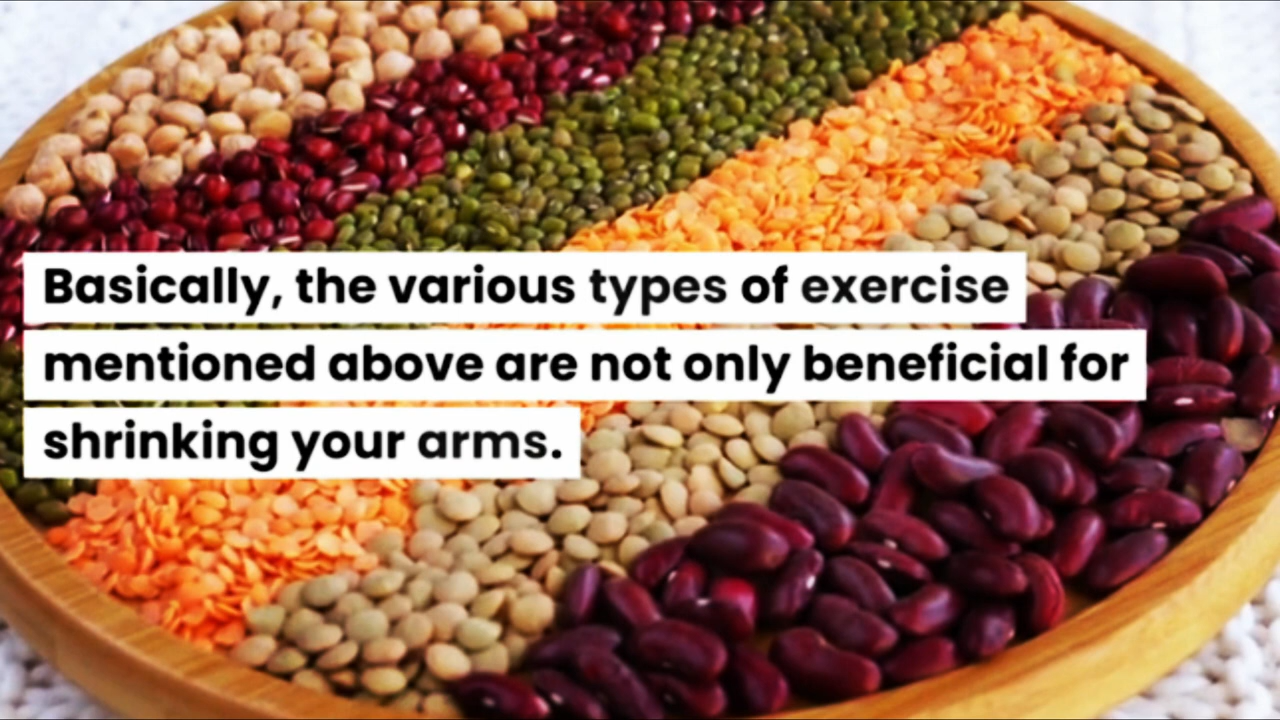 Basically, the various types of exercise
mentioned above are not only beneficial for
shrinking your arms.